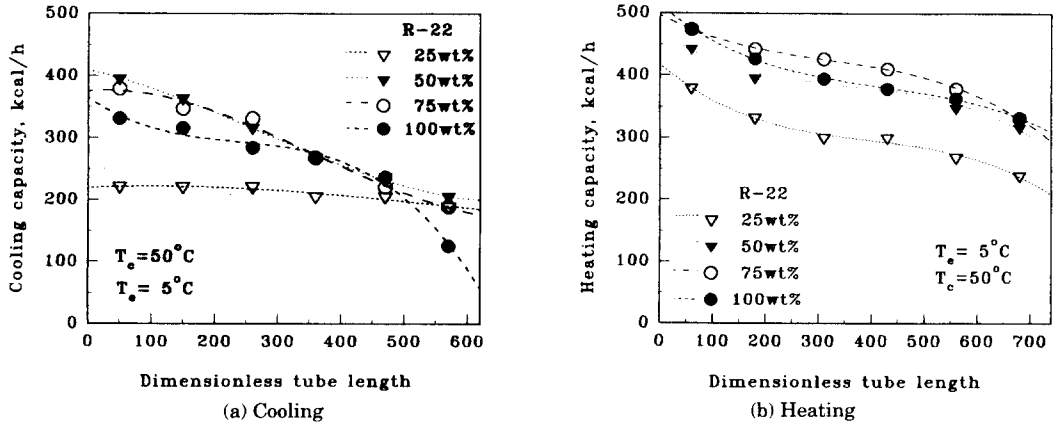 Cooling capacity, kcal/h
500
400
300
200
100
0
R-22
25wt%
50wt%
75wt%
100wt%
Tc=50°C
Te= 5°C
0 100 200 300 400 500 600
Dimensionless tube length
(a) Cooling
Heating capacity, kcal/h
500
400
300
200
100
0
R-22
25wt%
50wt%
75wt%
100wt%
Te= 5°C
Tc=50°C
0 100 200 300 400 500 600 700
Dimensionless tube length
(b) Heating